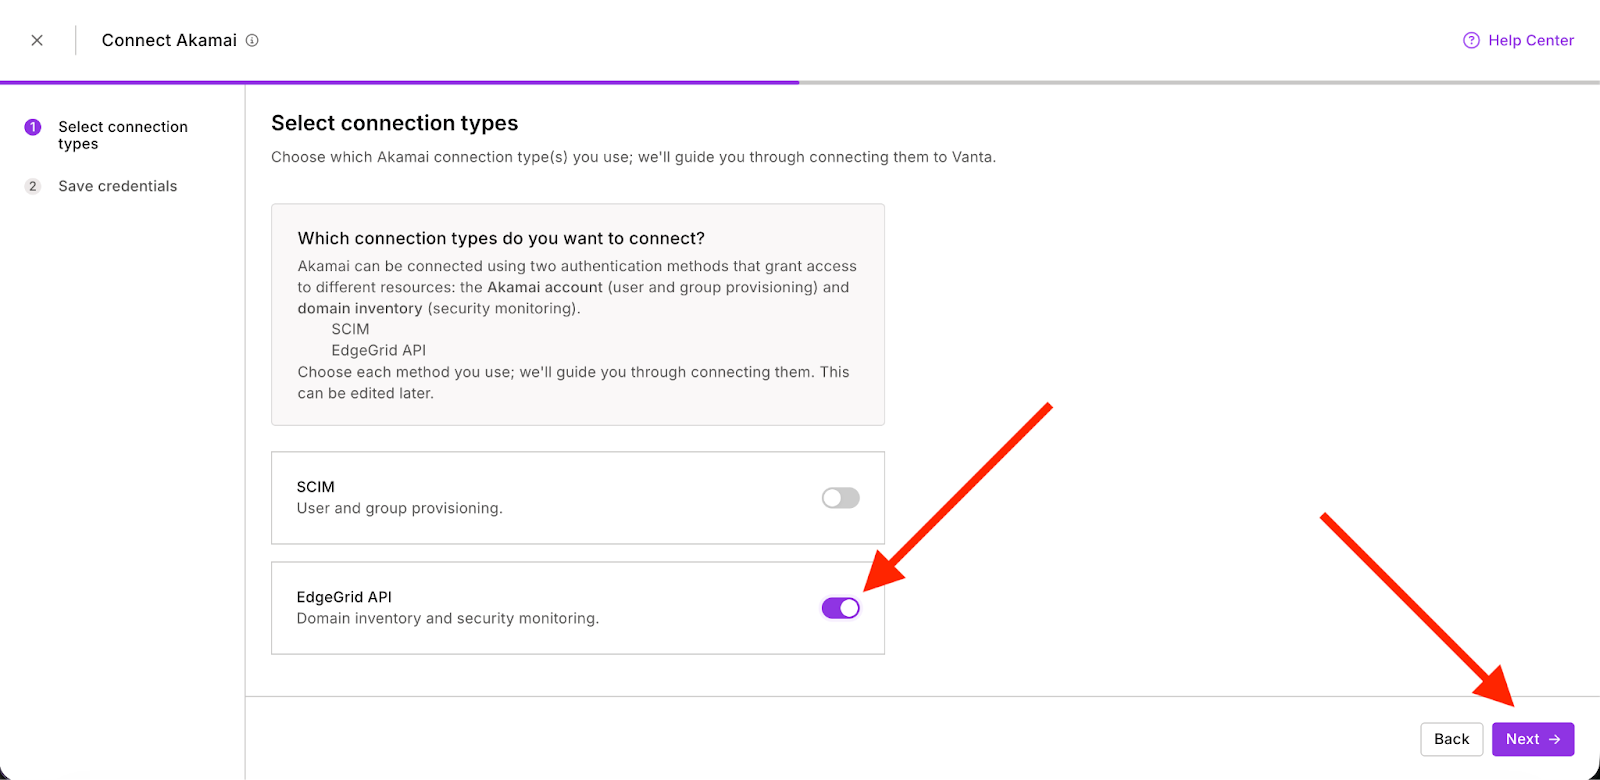 Connect Akamai
Help Center
1 Select connection
types
2 Save credentials
Select connection types
Choose which Akamai connection type(s) you use; we'll guide you through connecting them to Vanta.
Which connection types do you want to connect?
Akamai can be connected using two authentication methods that grant access
to different resources: the Akamai account (user and group provisioning) and
domain inventory (security monitoring).
SCIM
EdgeGrid API
Choose each method you use; we'll guide you through connecting them. This
can be edited later.
SCIM
User and group provisioning.
EdgeGrid API
Domain inventory and security monitoring.
Back
Next →